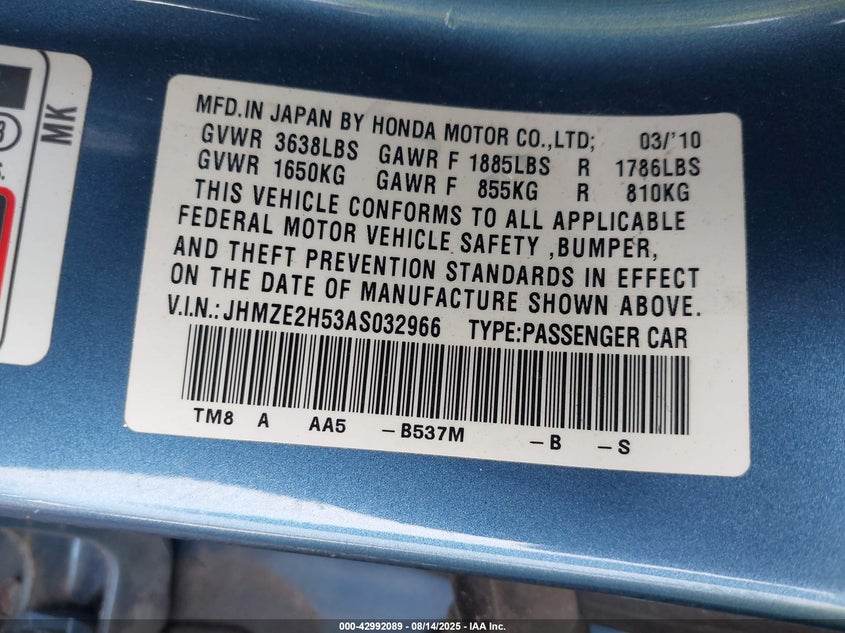 MK
MFD.IN JAPAN BY HONDA MOTOR CO.,LTD; 03/'10
GVWR 3638LBS GAWR F 1885LBS R 1786LBS
GVWR 1650KG GAWR F 855KG R 810KG
THIS VEHICLE CONFORMS TO ALL APPLICABLE
FEDERAL MOTOR VEHICLE SAFETY ,BUMPER,
AND THEFT PREVENTION STANDARDS IN EFFECT
ON THE DATE OF MANUFACTURE SHOWN ABOVE.
V.I.N.: JHMZE2H53AS032966 TYPE:PASSENGER CAR
TM8 A AA5 -B537M -B -S
000-42992089 - 08/14/2025 - IAA Inc.